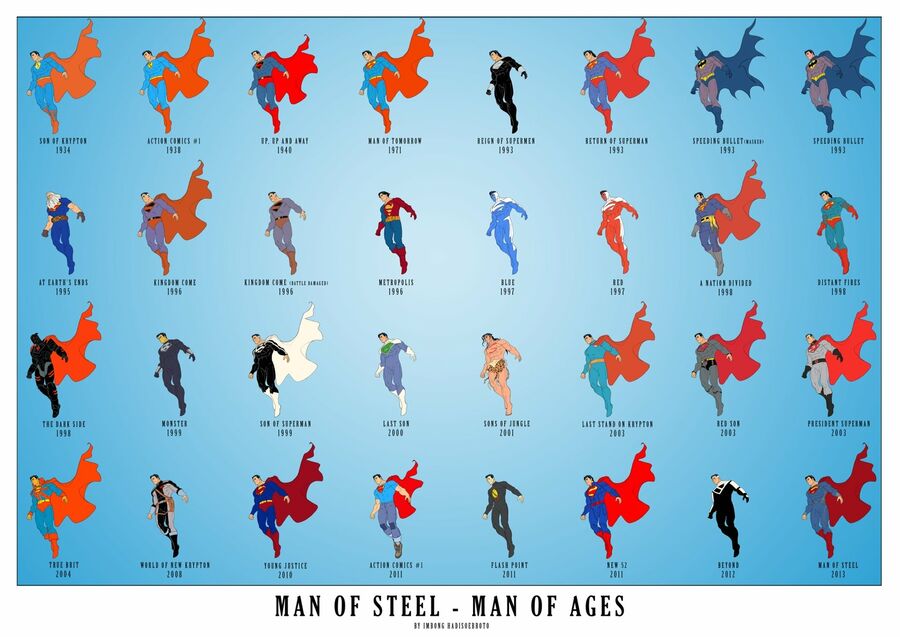 SON OF KRYPTON
1934
ACTION COMICS #1
1938
UP, UP AND AWAY
1940
MAN OF TOMORROW
1971
REIGN OF SUPERMEN
1993
RETURN OF SUPERMAN
1993
SPEEDING BULLET (MASKED)
1993
SPEEDING BULLET
1993
AT EARTH'S ENDS
1995
KINGDOM COME
1996
KINGDOM COME (BATTLE DAMAGED)
1996
METROPOLIS
1996
BLUE
1997
RED
1997
A NATION DIVIDED
1998
DISTANT FIRES
1998
THE DARK SIDE
1998
MONSTER
1999
SON OF SUPERMAN
1999
LAST SON
2000
SONS OF JUNGLE
2001
LAST STAND ON KRYPTON
2003
RED SON
2003
PRESIDENT SUPERMAN
2003
TRUE BRIT
2004
WORLD OF NEW KRYPTON
2008
YOUNG JUSTICE
2010
ACTION COMICS #1
2011
FLASH POINT
2011
NEW 52
2011
BEYOND
2012
MAN OF STEEL
2013
MAN OF STEEL - MAN OF AGES
BY IMBONG HADISOEBROTO